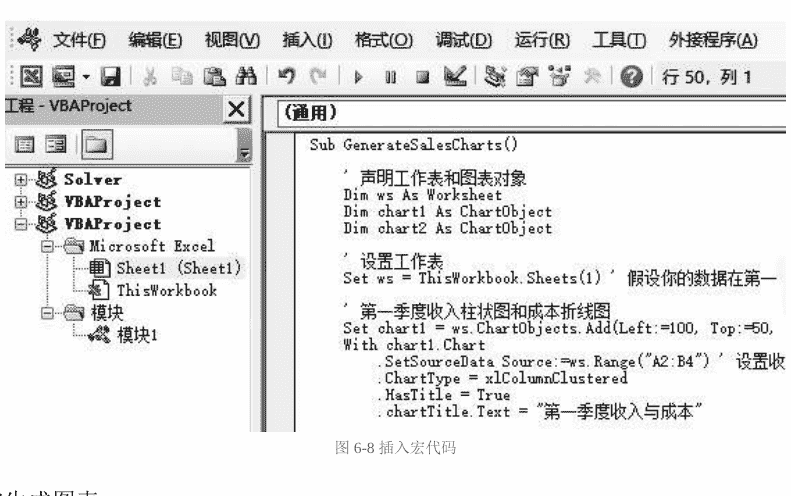 文件(F) 编辑(E) 视图(V) 插入(I) 格式(O) 调试(D) 运行(R) 工具(T) 外接程序(A)
行 50，列 1
工程 - VBAProject
(通用)
Solver
VBAProject
VBAProject
Microsoft Excel
Sheet1 (Sheet1)
ThisWorkbook
模块
模块1
Sub GenerateSalesCharts()
' 声明工作表和图表对象
Dim ws As Worksheet
Dim chart1 As ChartObject
Dim chart2 As ChartObject
' 设置工作表
Set ws = ThisWorkbook.Sheets(1) ' 假设你的数据在第一
' 第一季度收入柱状图和成本折线图
Set chart1 = ws.ChartObjects.Add(Left:=100, Top:=50,
With chart1.Chart
.SetSourceData Source:=ws.Range("A2:B4") ' 设置收
.ChartType = xlColumnClustered
.HasTitle = True
.chartTitle.Text = "第一季度收入与成本"
图 6-8 插入宏代码